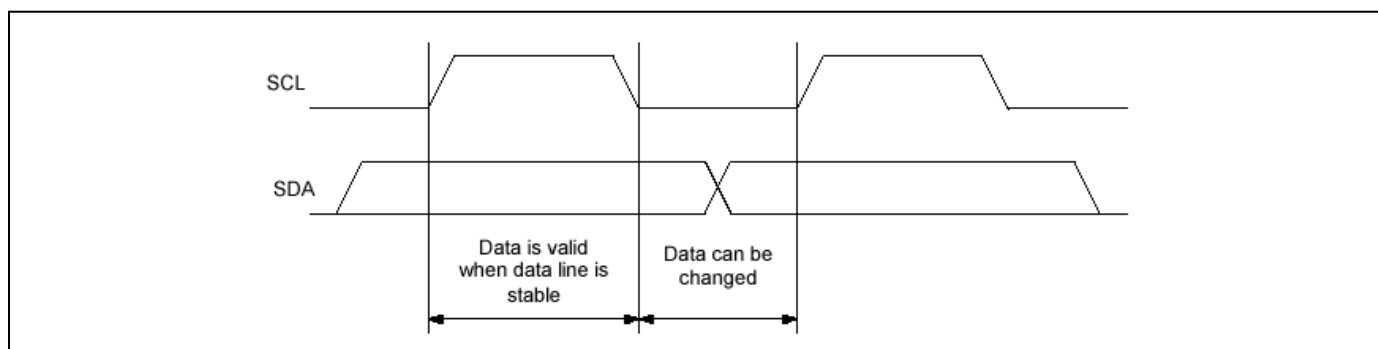 SCL
SDA
Data is valid
when data line is
stable
Data can be
changed